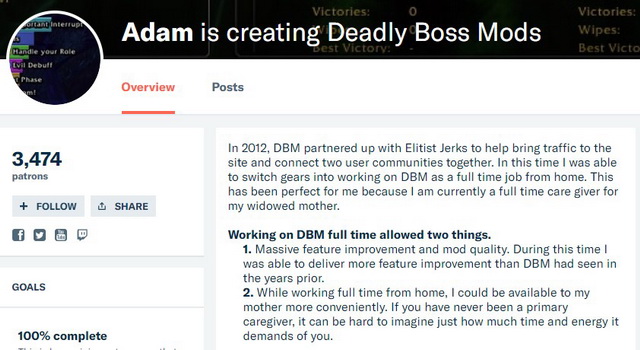 ortant Interrupt
Handle your Role
Evil Debuff
Phase
Victories: 0
Wipes:
Best Victory: -
Victories:
Wipes:
Best Vict
Adam is creating Deadly Boss Mods
Overview Posts
3,474
patrons
+ FOLLOW SHARE
GOALS
100% complete
In 2012, DBM partnered up with Elitist Jerks to help bring traffic to the
site and connect two user communities together. In this time I was able
to switch gears into working on DBM as a full time job from home. This
has been perfect for me because I am currently a full time care giver for
my widowed mother.
Working on DBM full time allowed two things.
1. Massive feature improvement and mod quality. During this time I
was able to deliver more feature improvement than DBM had seen in
the years prior.
2. While working full time from home, I could be available to my
mother more conveniently. If you have never been a primary
caregiver, it can be hard to imagine just how much time and energy it
demands of you.